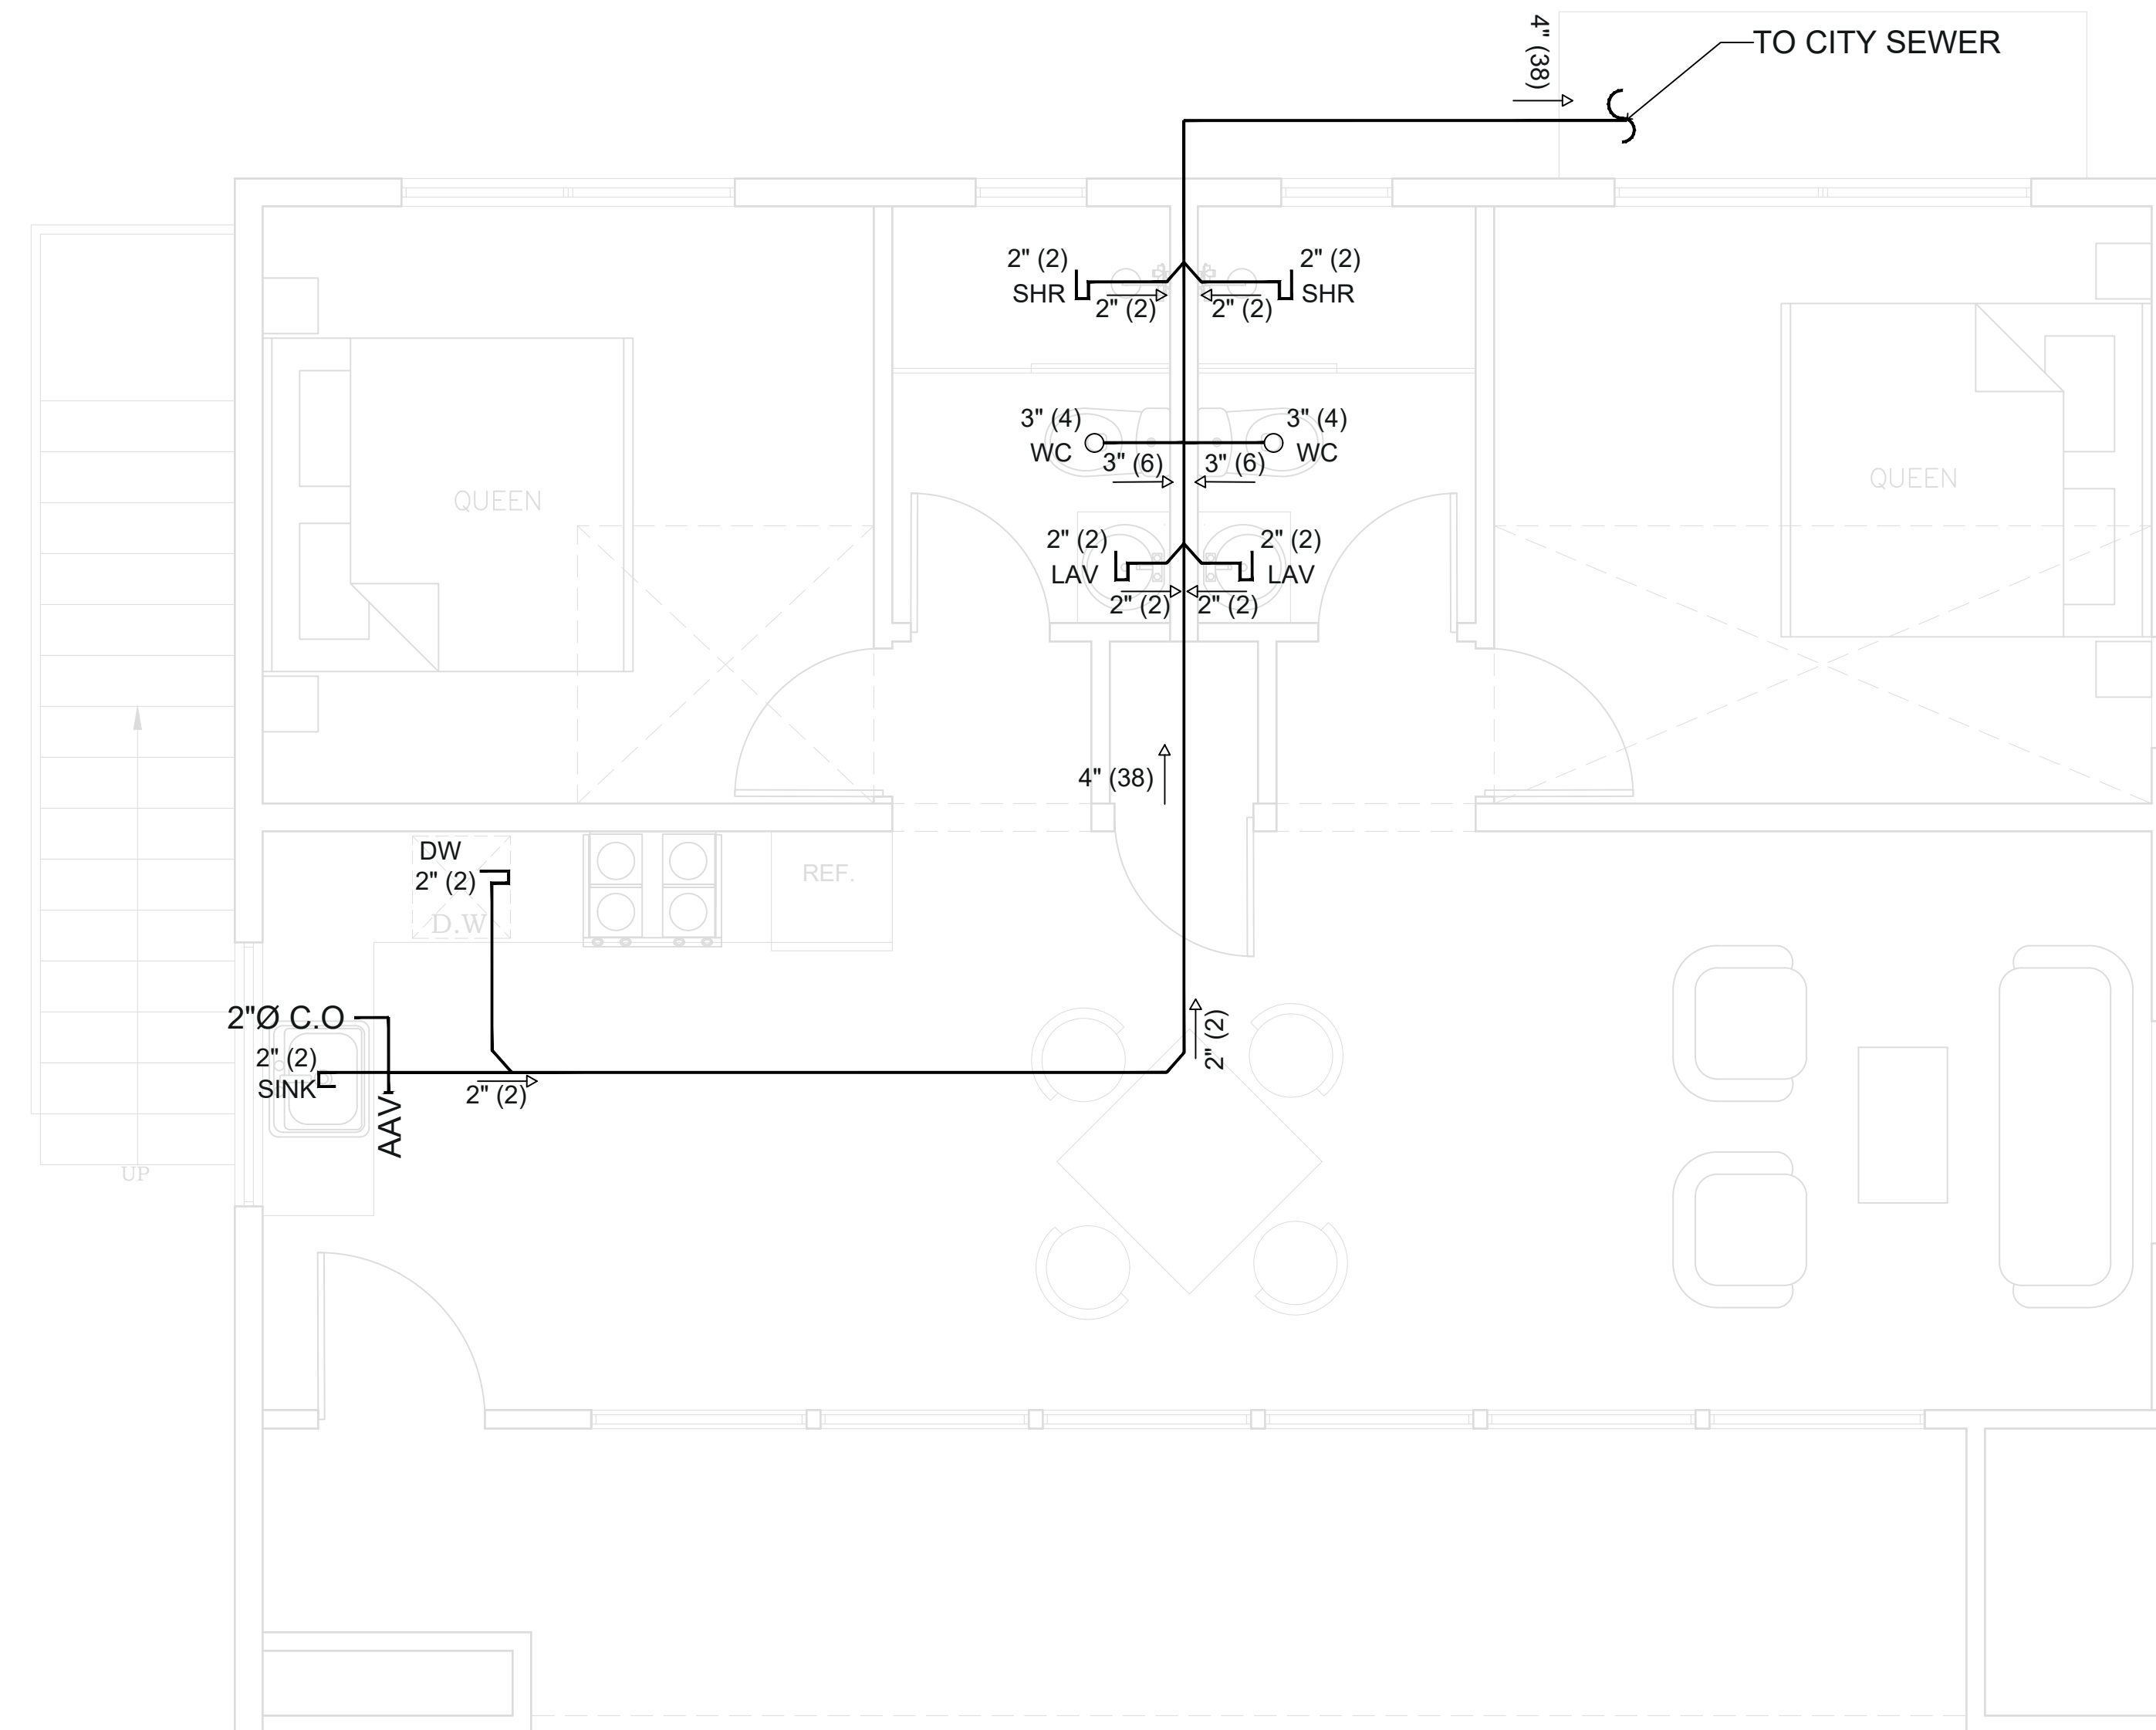 4" (38)
TO CITY SEWER
2" (2)
SHR
2" (2)
2" (2)
SHR
2" (2)
3" (4)
WC
3" (6)
3" (4)
WC
3" (6)
QUEEN
QUEEN
2" (2)
LAV
2" (2)
2" (2)
LAV
2" (2)
4" (38)
DW
2" (2)
D.W
REF.
2"Ø C.O
2" (2)
SINK
AAV
2" (2)
2" (2)
UP